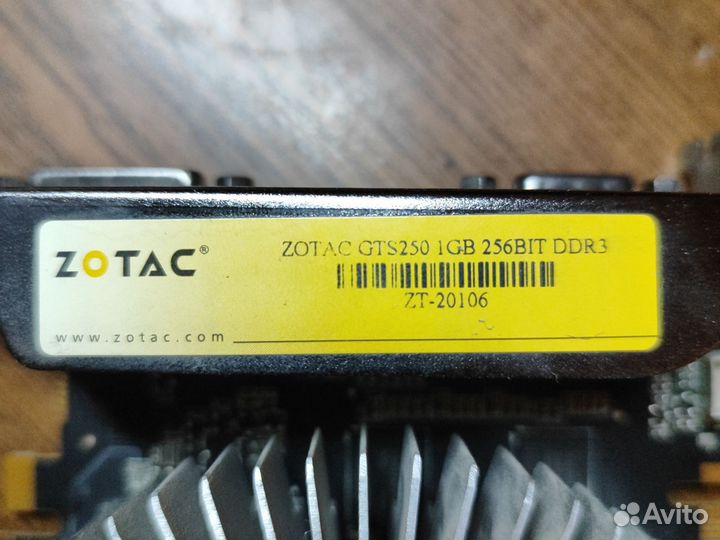 ZOTAC®
ZOTAC GTS250 1GB 256BIT DDR3
ZT-20106
www.zotac.com
Avito